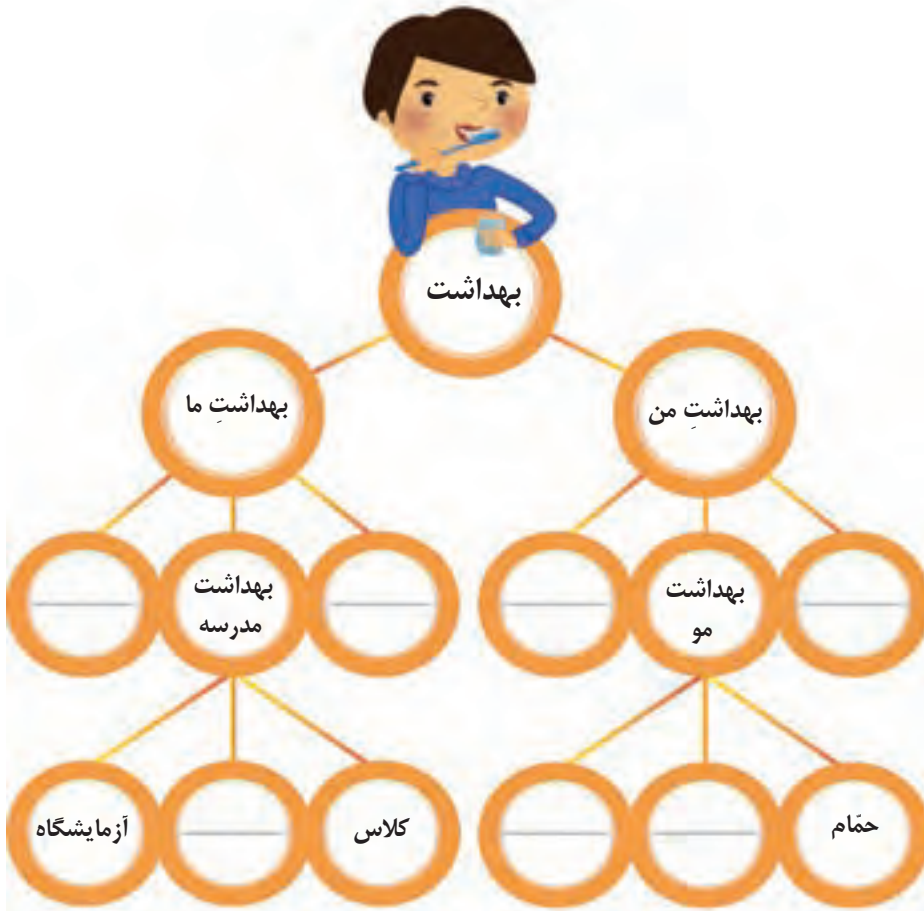 بهداشت
بهداشتِ من
بهداشتِ ما
بهداشت
مو
بهداشت
مدرسه
حمّام
کلاس
آزمایشگاه